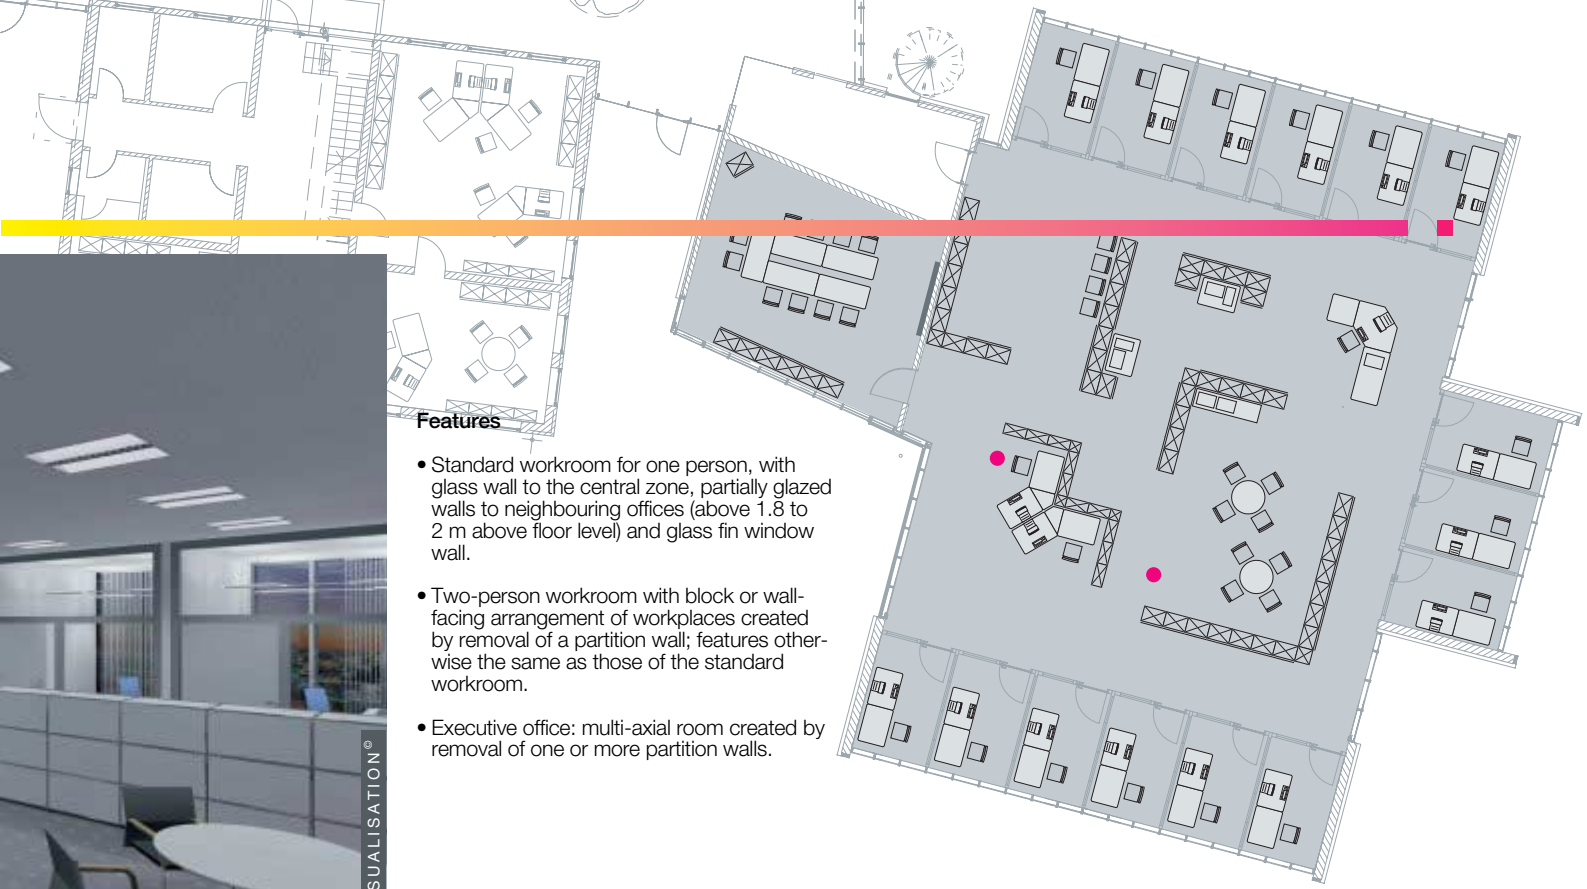 Features
• Standard workroom for one person, with
glass wall to the central zone, partially glazed
walls to neighbouring offices (above 1.8 to
2 m above floor level) and glass fin window
wall.
• Two-person workroom with block or wall-
facing arrangement of workplaces created
by removal of a partition wall; features other-
wise the same as those of the standard
workroom.
• Executive office: multi-axial room created by
removal of one or more partition walls.
SUALISATION©